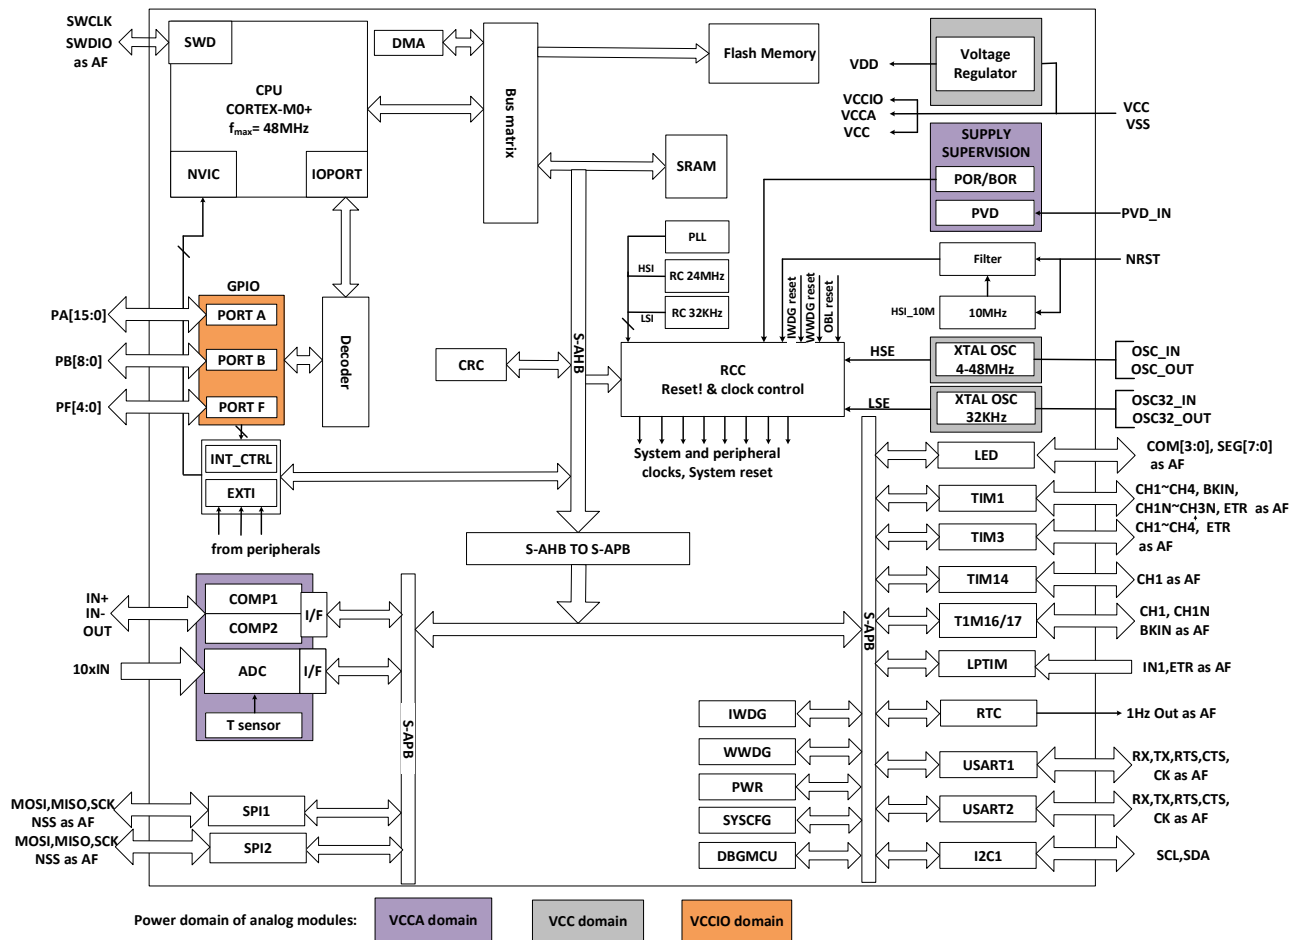 SWCLK
SWDIO
as AF
SWD
CPU
CORTEX-M0+
fmax= 48MHz
NVIC
IOPORT
DMA
Bus matrix
Flash Memory
SRAM
VDD
Voltage
Regulator
VCCIO
VCCA
VCC
VCC
VSS
SUPPLY
SUPERVISION
POR/BOR
PVD
PVD_IN
PLL
HSI
RC 24MHz
LSI
RC 32KHz
Filter
NRST
HSI_10M
10MHz
IWDG reset
WWDG reset
OBL reset
GPIO
PA[15:0]
PORT A
PB[8:0]
PORT B
PF[4:0]
PORT F
Decoder
S-AHB
CRC
RCC
Reset! & clock control
HSE
XTAL OSC
4-48MHz
OSC_IN
OSC_OUT
LSE
XTAL OSC
32KHz
OSC32_IN
OSC32_OUT
System and peripheral
clocks, System reset
INT_CTRL
EXTI
from peripherals
S-AHB TO S-APB
LED
COM[3:0], SEG[7:0]
as AF
TIM1
CH1~CH4, BKIN,
CH1N~CH3N, ETR as AF
TIM3
CH1~CH4, ETR
as AF
TIM14
CH1 as AF
T1M16/17
CH1, CH1N
BKIN as AF
LPTIM
IN1,ETR as AF
RTC
1Hz Out as AF
USART1
RX,TX,RTS,CTS,
CK as AF
USART2
RX,TX,RTS,CTS,
CK as AF
I2C1
SCL,SDA
S-APB
IWDG
WWDG
PWR
SYSCFG
DBGMCU
IN+
IN-
OUT
COMP1
COMP2
I/F
10xIN
ADC
I/F
T sensor
S-APB
MOSI,MISO,SCK
NSS as AF
SPI1
MOSI,MISO,SCK
NSS as AF
SPI2
Power domain of analog modules:
VCCA domain
VCC domain
VCCIO domain